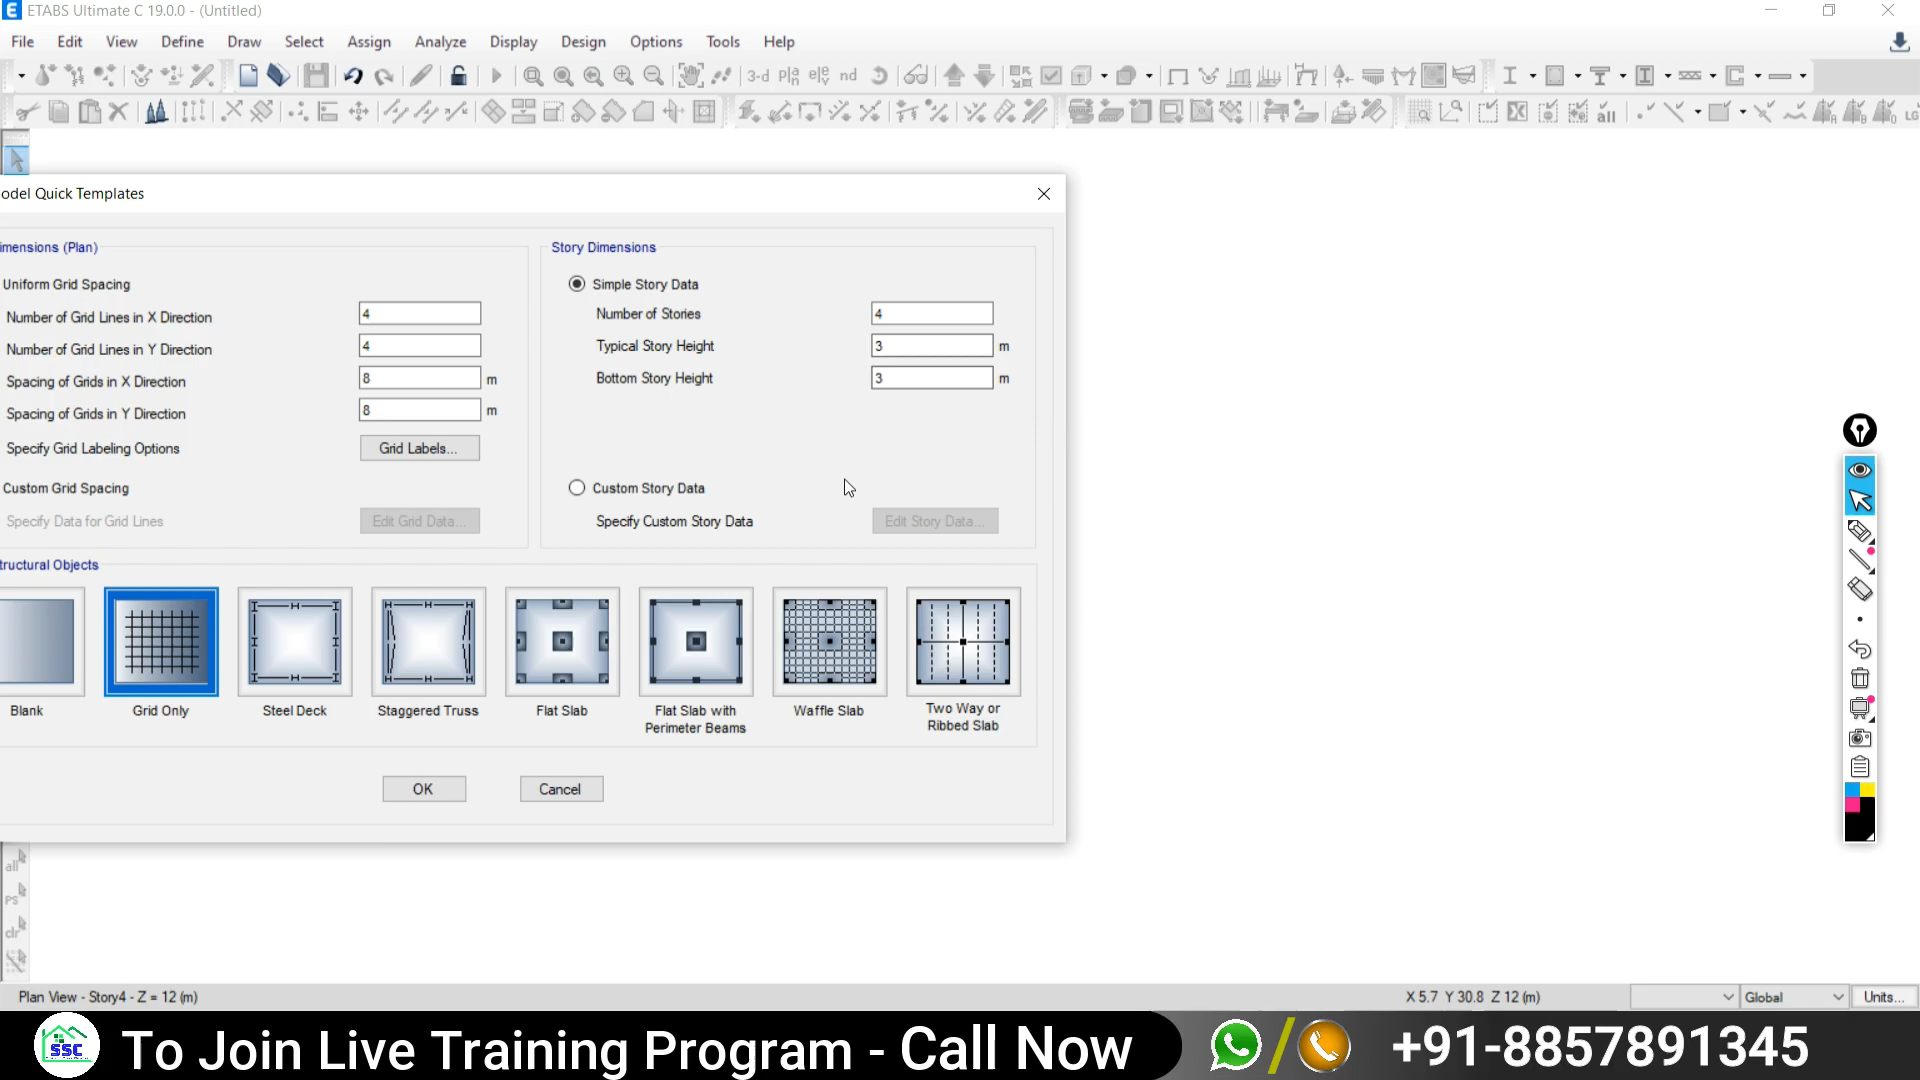 ETABS Ultimate C 19.0.0 - (Untitled)
File Edit View Define Draw Select Assign Analyze Display Design Options Tools Help
3-d nd
all
odel Quick Templates
imensions (Plan)
Uniform Grid Spacing
Number of Grid Lines in X Direction 4
Number of Grid Lines in Y Direction 4
Spacing of Grids in X Direction 8 m
Spacing of Grids in Y Direction 8 m
Specify Grid Labeling Options Grid Labels...
Custom Grid Spacing
Specify Data for Grid Lines Edit Grid Data...
Story Dimensions
Simple Story Data
Number of Stories 4
Typical Story Height 3 m
Bottom Story Height 3 m
Custom Story Data
Specify Custom Story Data Edit Story Data...
tructural Objects
Blank
Grid Only
Steel Deck
Staggered Truss
Flat Slab
Flat Slab with
Perimeter Beams
Waffle Slab
Two Way or
Ribbed Slab
OK Cancel
all
PS
clr
Plan View - Story4 - Z = 12 (m) X 5.7 Y 30.8 Z 12 (m) Global Units...
SSC To Join Live Training Program - Call Now +91-8857891345